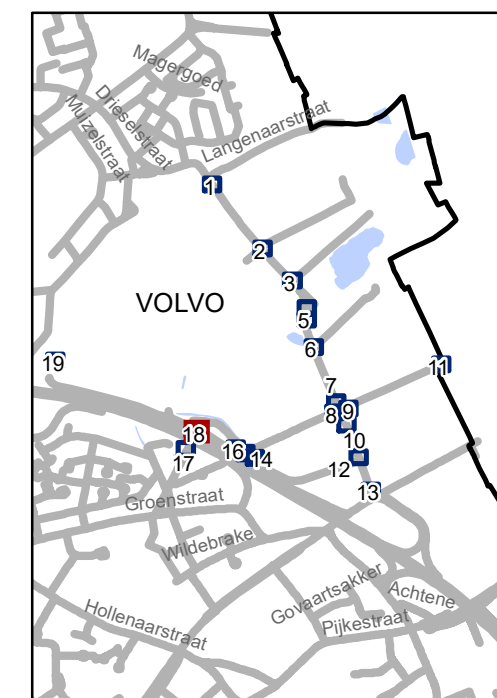 Magergoed
Drieselstraat
Muizelstraat
Langenaarstraat
1
2
3
5
VOLVO
6
19
11
7
8
9
18
17
16
14
10
12
13
Groenstraat
Wildebrake
Govaartsakker
Achtene
Hollenaarstraat
Pijkestraat